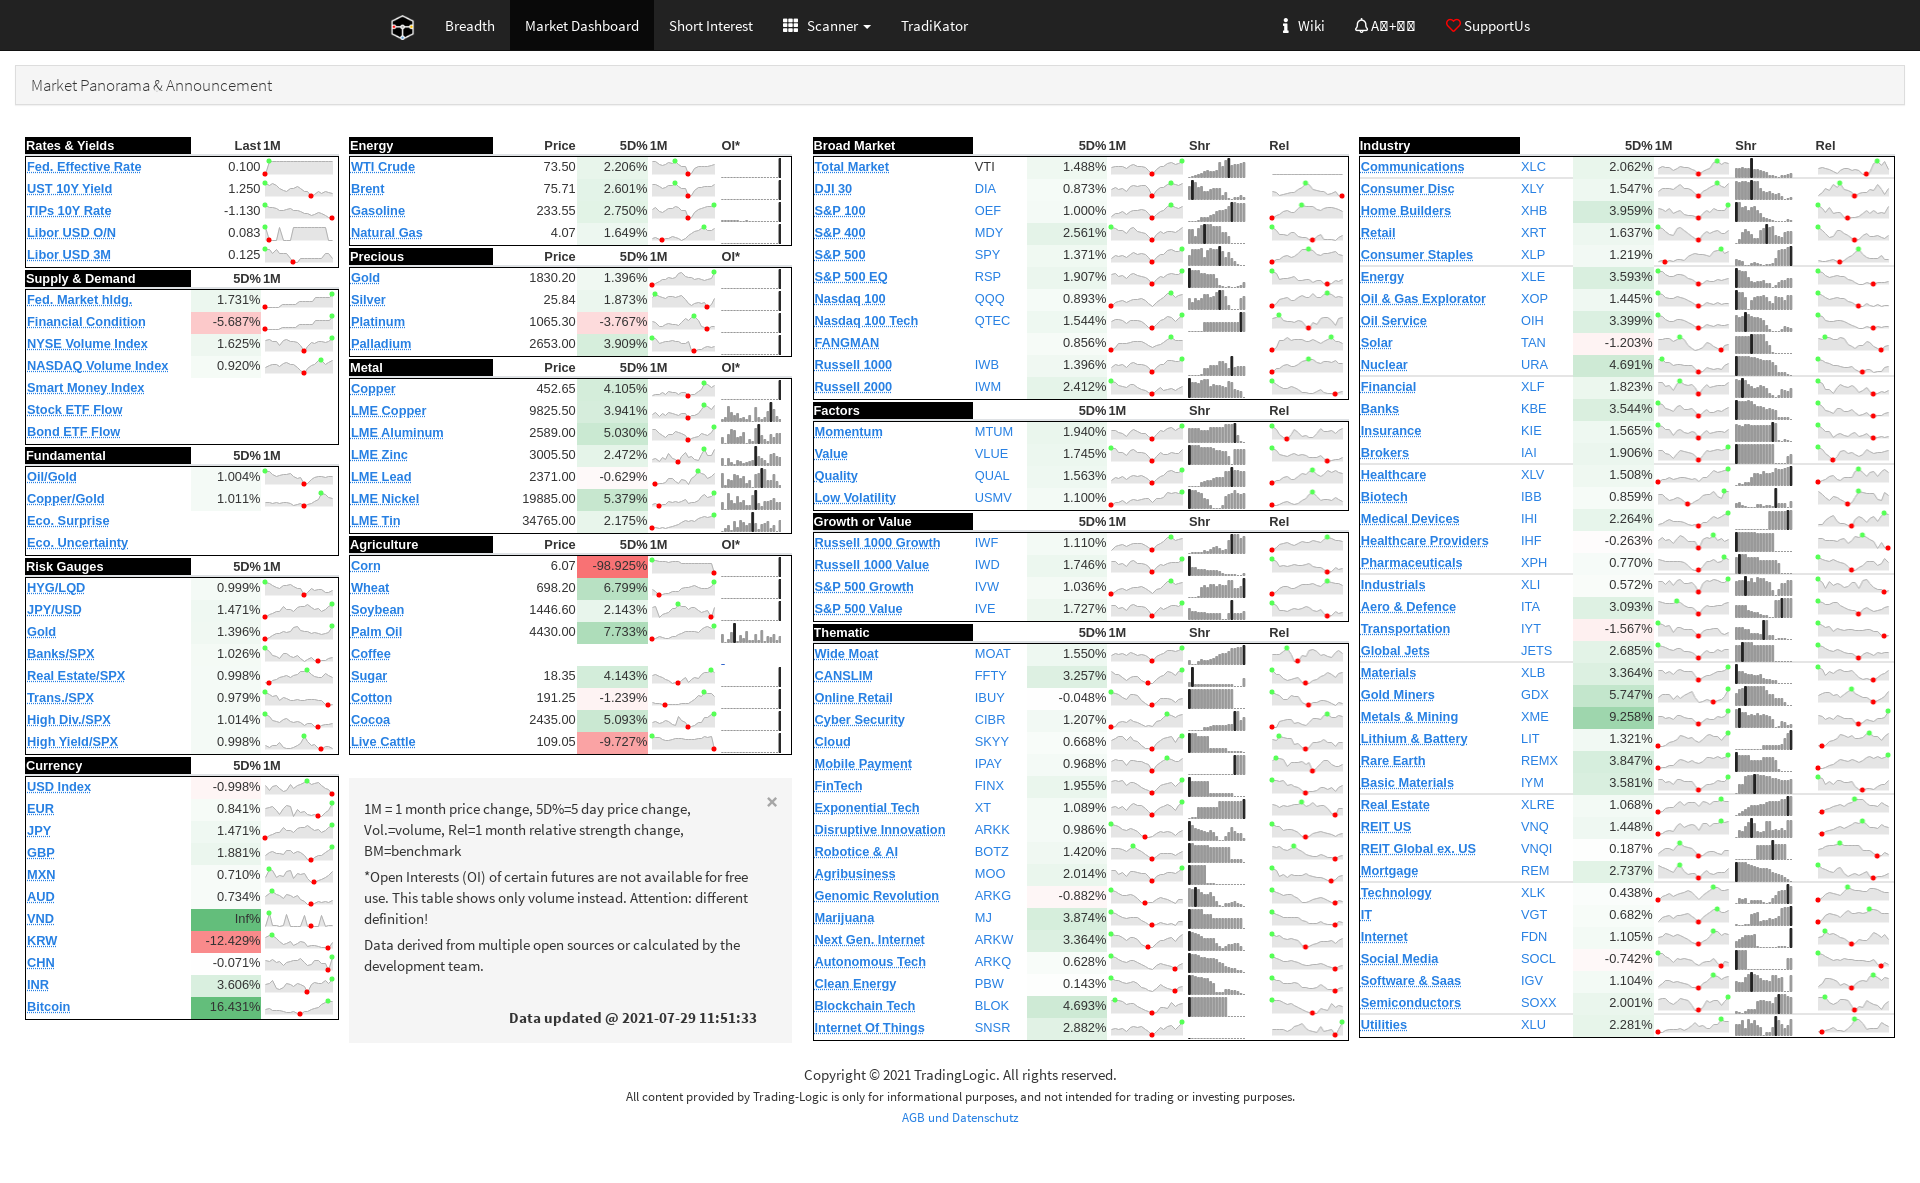 Breadth Market Dashboard Short Interest Scanner TradiKator Wiki SupportUs
Market Panorama & Announcement
Rates & Yields Last 1M
Fed. Effective Rate 0.100
UST 10Y Yield 1.250
TIPs 10Y Rate -1.130
Libor USD O/N 0.083
Libor USD 3M 0.125
Supply & Demand 5D% 1M
Fed. Market hldg. 1.731%
Financial Condition -5.687%
NYSE Volume Index 1.625%
NASDAQ Volume Index 0.920%
Smart Money Index
Stock ETF Flow
Bond ETF Flow
Fundamental 5D% 1M
Oil/Gold 1.004%
Copper/Gold 1.011%
Eco. Surprise
Eco. Uncertainty
Risk Gauges 5D% 1M
HYG/LQD 0.999%
JPY/USD 1.471%
Gold 1.396%
Banks/SPX 1.026%
Real Estate/SPX 0.998%
Trans./SPX 0.979%
High Div./SPX 1.014%
High Yield/SPX 0.998%
Currency 5D% 1M
USD Index -0.998%
EUR 0.841%
JPY 1.471%
GBP 1.881%
MXN 0.710%
AUD 0.734%
VND Inf%
KRW -12.429%
CHN -0.071%
INR 3.606%
Bitcoin 16.431%
Energy Price 5D% 1M OI*
WTI Crude 73.50 2.206%
Brent 75.71 2.601%
Gasoline 233.55 2.750%
Natural Gas 4.07 1.649%
Precious Price 5D% 1M OI*
Gold 1830.20 1.396%
Silver 25.84 1.873%
Platinum 1065.30 -3.767%
Palladium 2653.00 3.909%
Metal Price 5D% 1M OI*
Copper 452.65 4.105%
LME Copper 9825.50 3.941%
LME Aluminum 2589.00 5.030%
LME Zinc 3005.50 2.472%
LME Lead 2371.00 -0.629%
LME Nickel 19885.00 5.379%
LME Tin 34765.00 2.175%
Agriculture Price 5D% 1M OI*
Corn 6.07 -98.925%
Wheat 698.20 6.799%
Soybean 1446.60 2.143%
Palm Oil 4430.00 7.733%
Coffee -
Sugar 18.35 4.143%
Cotton 191.25 -1.239%
Cocoa 2435.00 5.093%
Live Cattle 109.05 -9.727%
×
1M = 1 month price change, 5D%=5 day price change,
Vol.=volume, Rel=1 month relative strength change,
BM=benchmark
*Open Interests (OI) of certain futures are not available for free
use. This table shows only volume instead. Attention: different
definition!
Data derived from multiple open sources or calculated by the
development team.
Data updated @ 2021-07-29 11:51:33
Broad Market 5D% 1M Shr Rel
Total Market VTI 1.488%
DJI 30 DIA 0.873%
S&P 100 OEF 1.000%
S&P 400 MDY 2.561%
S&P 500 SPY 1.371%
S&P 500 EQ RSP 1.907%
Nasdaq 100 QQQ 0.893%
Nasdaq 100 Tech QTEC 1.544%
FANGMAN 0.856%
Russell 1000 IWB 1.396%
Russell 2000 IWM 2.412%
Factors 5D% 1M Shr Rel
Momentum MTUM 1.940%
Value VLUE 1.745%
Quality QUAL 1.563%
Low Volatility USMV 1.100%
Growth or Value 5D% 1M Shr Rel
Russell 1000 Growth IWF 1.110%
Russell 1000 Value IWD 1.746%
S&P 500 Growth IVW 1.036%
S&P 500 Value IVE 1.727%
Thematic 5D% 1M Shr Rel
Wide Moat MOAT 1.550%
CANSLIM FFTY 3.257%
Online Retail IBUY -0.048%
Cyber Security CIBR 1.207%
Cloud SKYY 0.668%
Mobile Payment IPAY 0.968%
FinTech FINX 1.955%
Exponential Tech XT 1.089%
Disruptive Innovation ARKK 0.986%
Robotice & AI BOTZ 1.420%
Agribusiness MOO 2.014%
Genomic Revolution ARKG -0.882%
Marijuana MJ 3.874%
Next Gen. Internet ARKW 3.364%
Autonomous Tech ARKQ 0.628%
Clean Energy PBW 0.143%
Blockchain Tech BLOK 4.693%
Internet Of Things SNSR 2.882%
Industry 5D% 1M Shr Rel
Communications XLC 2.062%
Consumer Disc XLY 1.547%
Home Builders XHB 3.959%
Retail XRT 1.637%
Consumer Staples XLP 1.219%
Energy XLE 3.593%
Oil & Gas Explorator XOP 1.445%
Oil Service OIH 3.399%
Solar TAN -1.203%
Nuclear URA 4.691%
Financial XLF 1.823%
Banks KBE 3.544%
Insurance KIE 1.565%
Brokers IAI 1.906%
Healthcare XLV 1.508%
Biotech IBB 0.859%
Medical Devices IHI 2.264%
Healthcare Providers IHF -0.263%
Pharmaceuticals XPH 0.770%
Industrials XLI 0.572%
Aero & Defence ITA 3.093%
Transportation IYT -1.567%
Global Jets JETS 2.685%
Materials XLB 3.364%
Gold Miners GDX 5.747%
Metals & Mining XME 9.258%
Lithium & Battery LIT 1.321%
Rare Earth REMX 3.847%
Basic Materials IYM 3.581%
Real Estate XLRE 1.068%
REIT US VNQ 1.448%
REIT Global ex. US VNQI 0.187%
Mortgage REM 2.737%
Technology XLK 0.438%
IT VGT 0.682%
Internet FDN 1.105%
Social Media SOCL -0.742%
Software & Saas IGV 1.104%
Semiconductors SOXX 2.001%
Utilities XLU 2.281%
Copyright © 2021 TradingLogic. All rights reserved.
All content provided by Trading-Logic is only for informational purposes, and not intended for trading or investing purposes.
AGB und Datenschutz